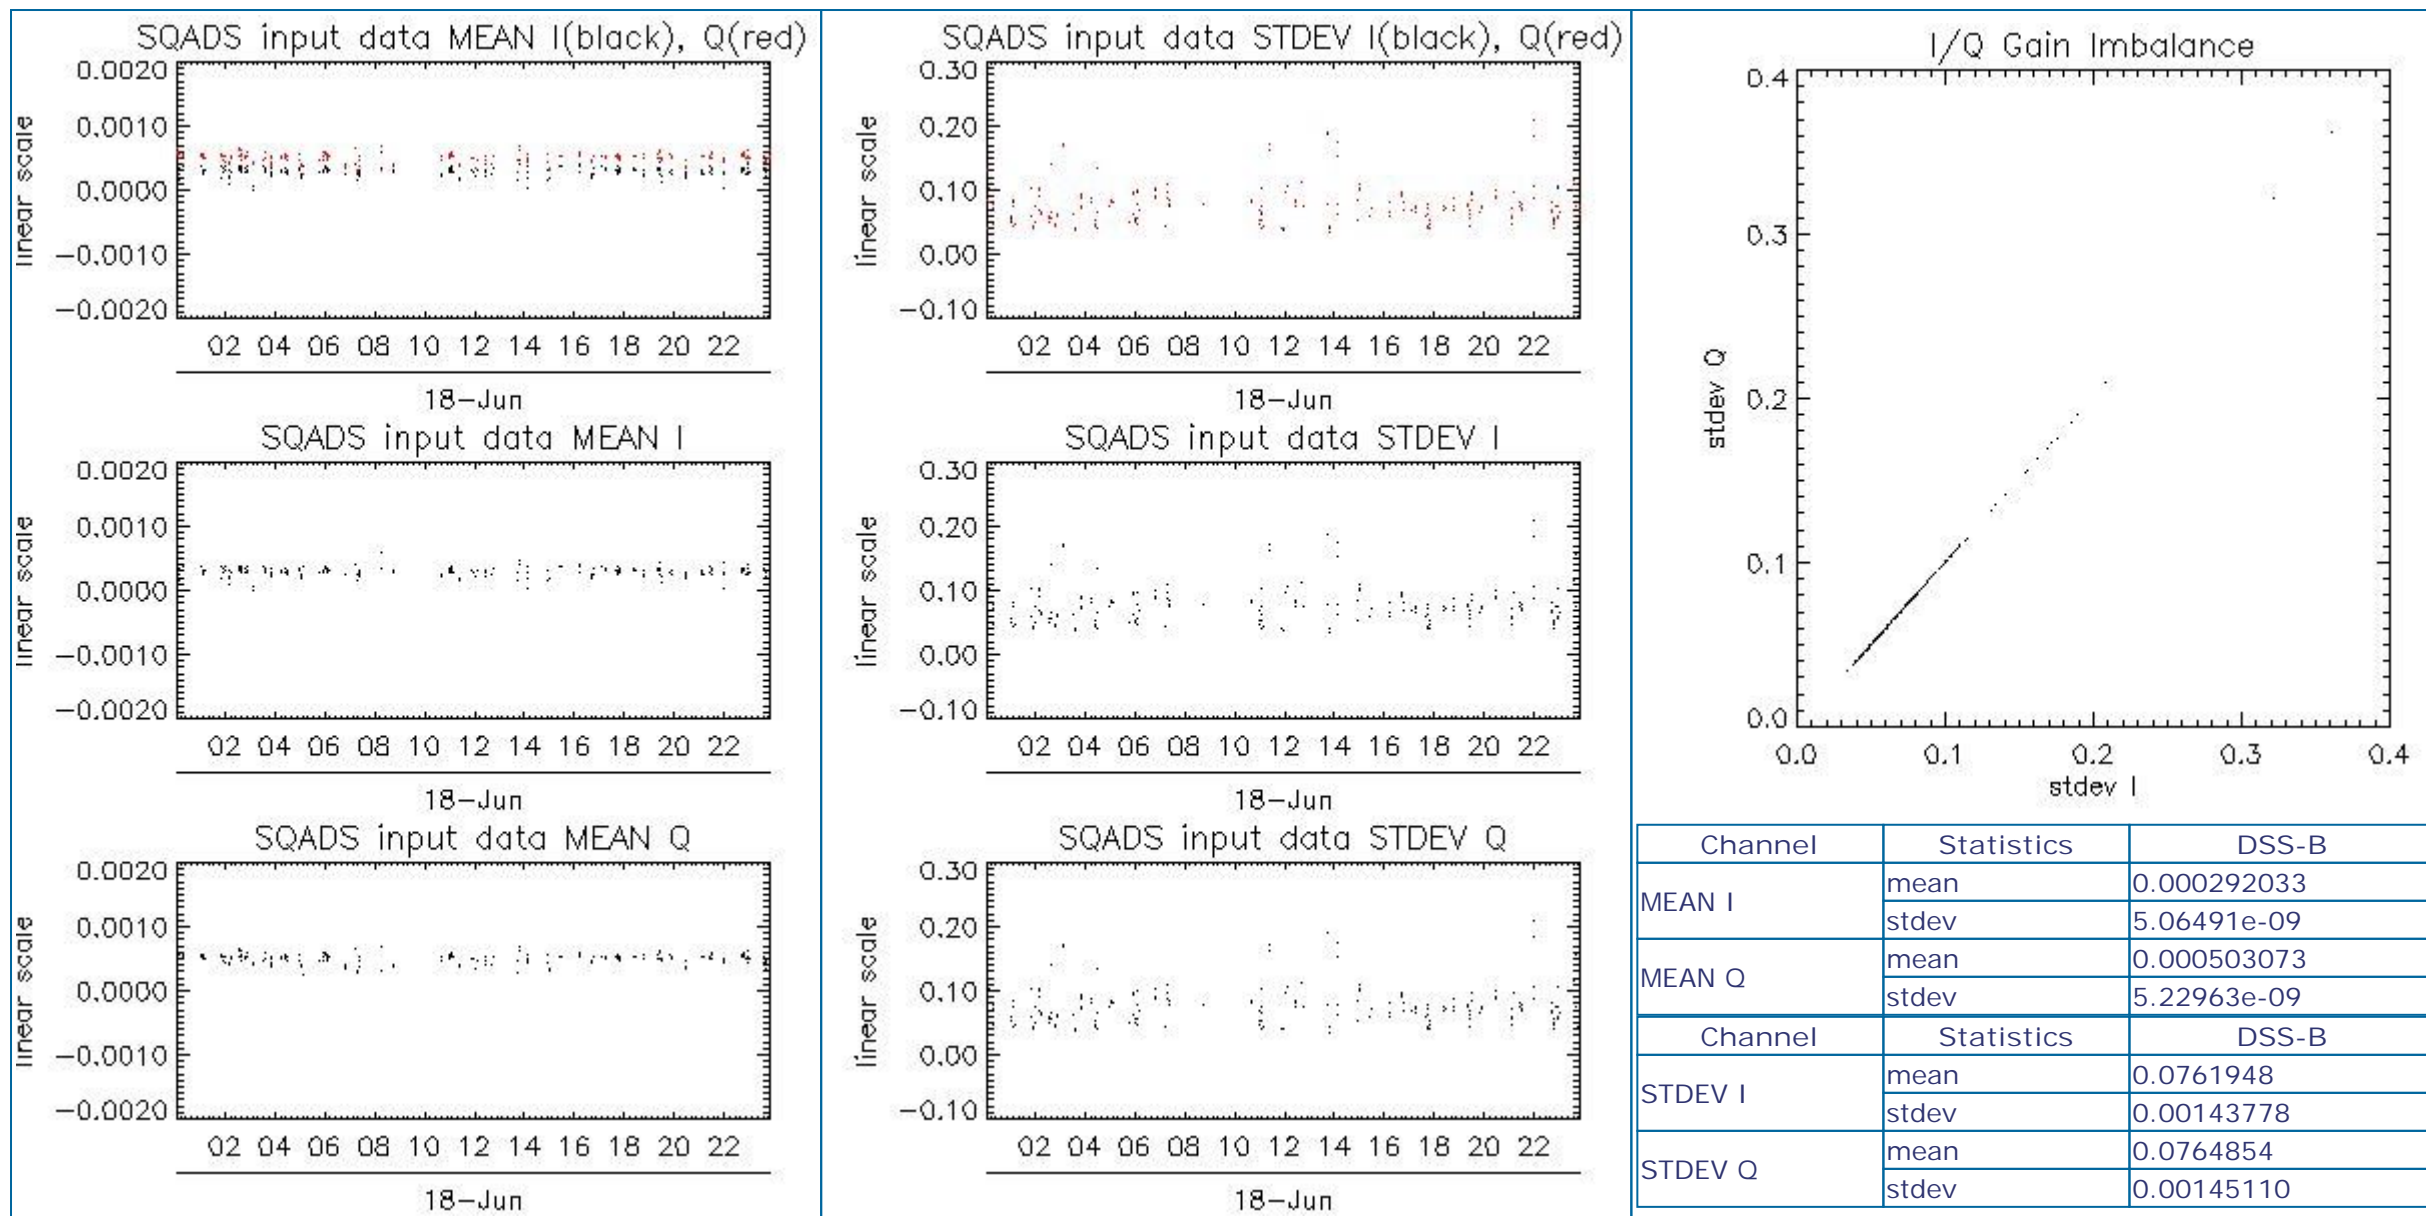 SQADS input data MEAN I(black), Q(red)
linear scale
0.0020
0.0010
0.0000
−0.0010
−0.0020
02 04 06 08 10 12 14 16 18 20 22
18−Jun
SQADS input data MEAN I
linear scale
0.0020
0.0010
0.0000
−0.0010
−0.0020
02 04 06 08 10 12 14 16 18 20 22
18−Jun
SQADS input data MEAN Q
linear scale
0.0020
0.0010
0.0000
−0.0010
−0.0020
02 04 06 08 10 12 14 16 18 20 22
18−Jun
SQADS input data STDEV I(black), Q(red)
linear scale
0.30
0.20
0.10
0.00
−0.10
02 04 06 08 10 12 14 16 18 20 22
18−Jun
SQADS input data STDEV I
linear scale
0.30
0.20
0.10
0.00
−0.10
02 04 06 08 10 12 14 16 18 20 22
18−Jun
SQADS input data STDEV Q
linear scale
0.30
0.20
0.10
0.00
−0.10
02 04 06 08 10 12 14 16 18 20 22
18−Jun
I/Q Gain Imbalance
stdev Q
0.4
0.3
0.2
0.1
0.0
0.0 0.1 0.2 0.3 0.4
stdev I
Channel Statistics DSS-B
MEAN I
mean 0.000292033
stdev 5.06491e-09
MEAN Q
mean 0.000503073
stdev 5.22963e-09
Channel Statistics DSS-B
STDEV I
mean 0.0761948
stdev 0.00143778
STDEV Q
mean 0.0764854
stdev 0.00145110